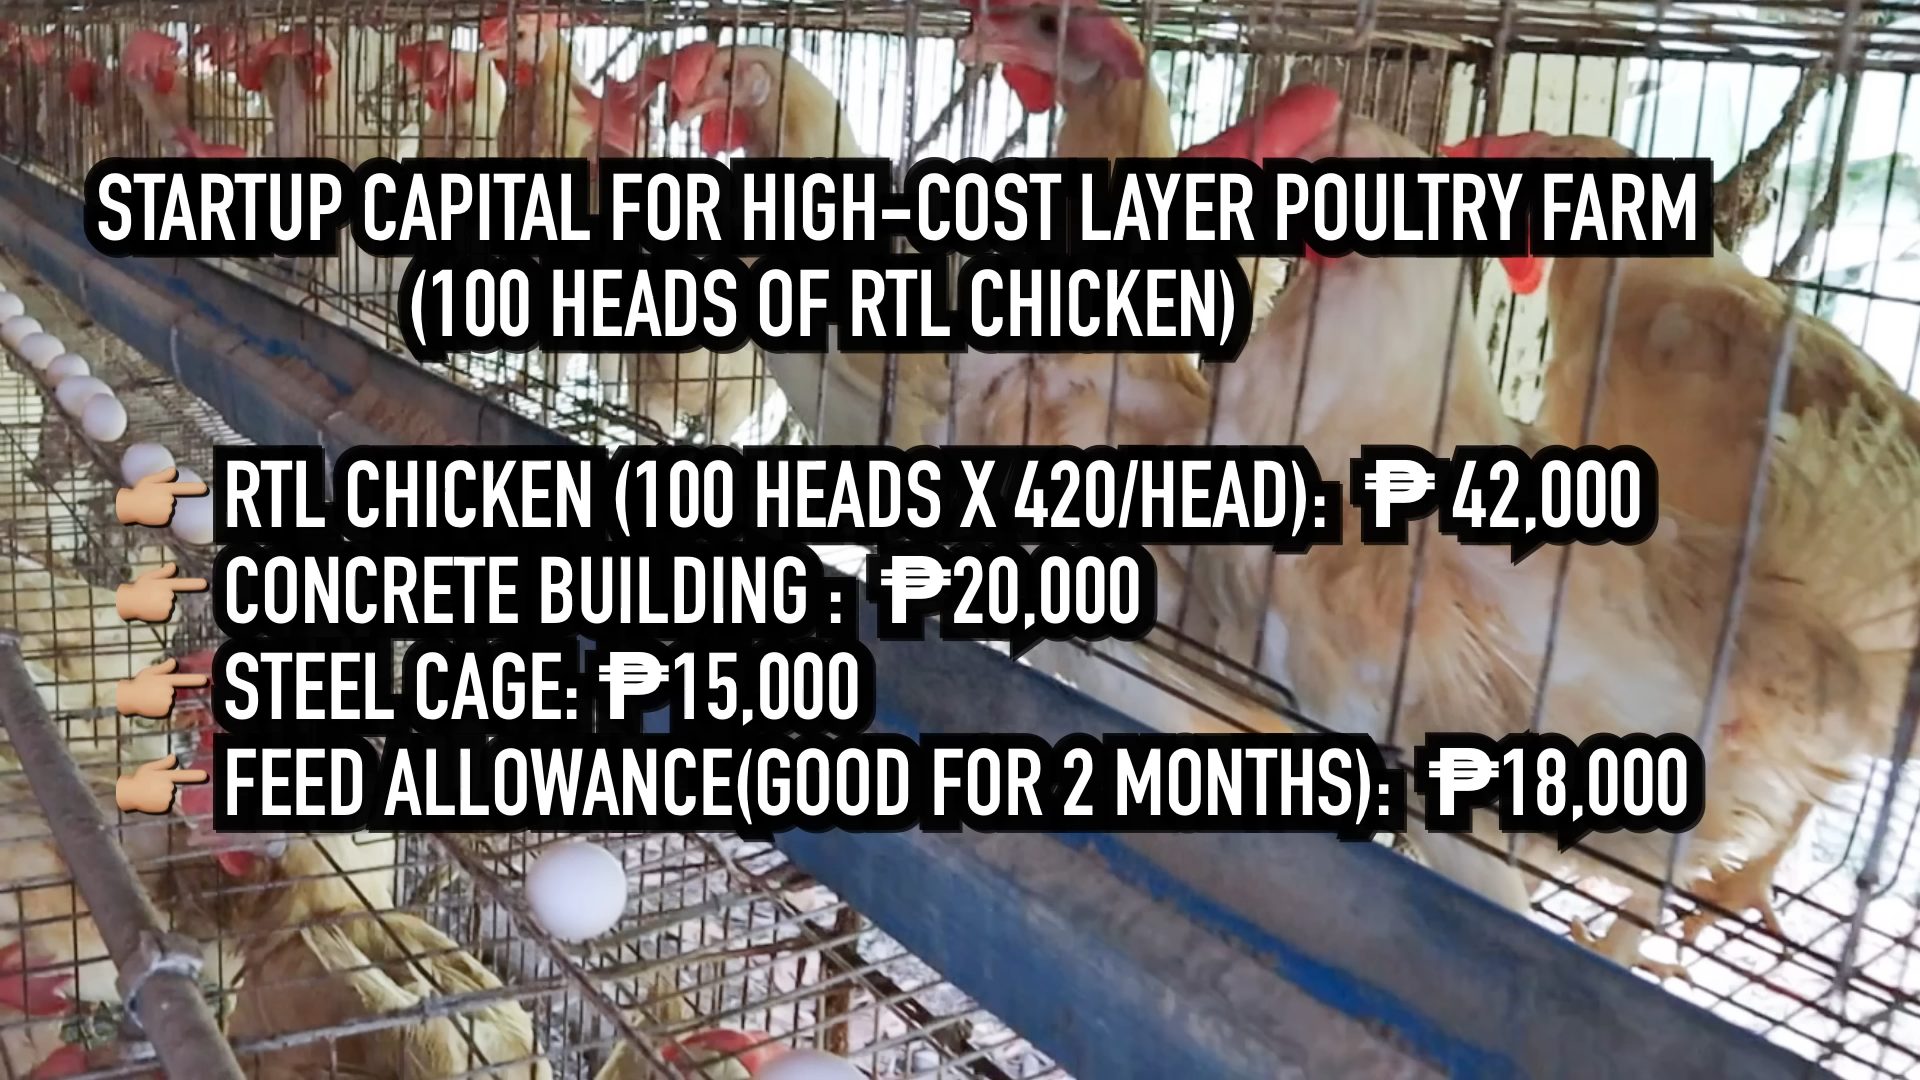 STARTUP CAPITAL FOR HIGH-COST LAYER POULTRY FARM
(100 HEADS OF RTL CHICKEN)
👉 RTL CHICKEN (100 HEADS X 420/HEAD): ₱ 42,000
👉 CONCRETE BUILDING : ₱20,000
👉 STEEL CAGE: ₱15,000
👉 FEED ALLOWANCE(GOOD FOR 2 MONTHS): ₱18,000